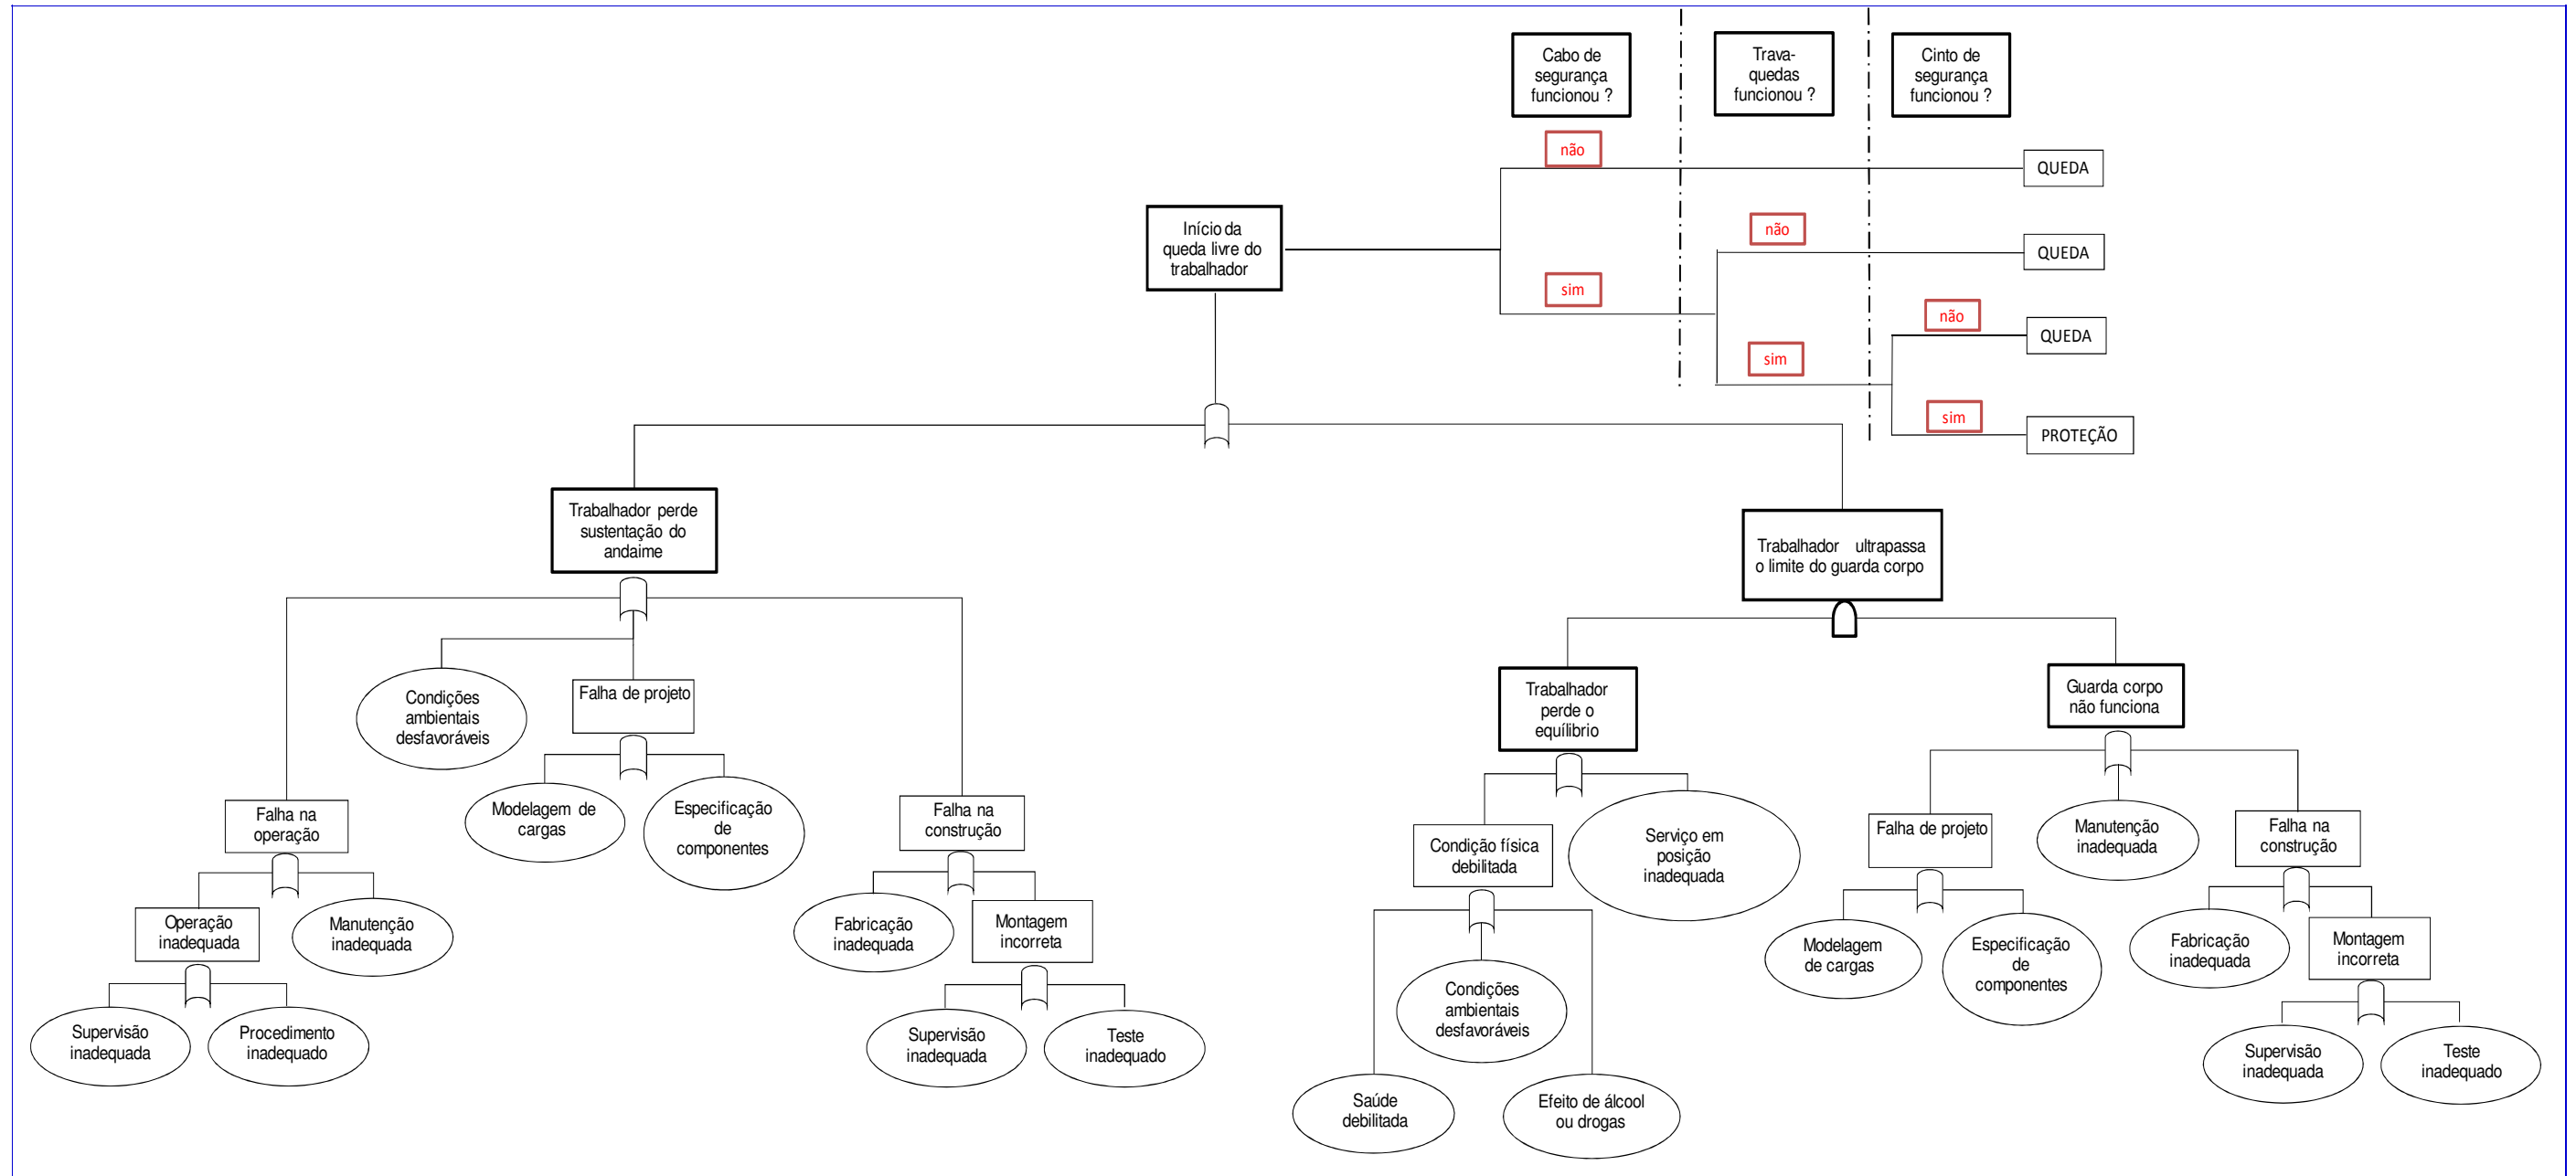 Cabo de
segurança
funcionou ?
Trava-
quedas
funcionou ?
Cinto de
segurança
funcionou ?
não
QUEDA
Início da
queda livre do
trabalhador
não
QUEDA
sim
não
QUEDA
sim
sim
PROTEÇÃO
Trabalhador perde
sustentação do
andaime
Trabalhador ultrapassa
o limite do guarda corpo
Condições
ambientais
desfavoráveis
Falha de projeto
Trabalhador
perde o
equílibrio
Guarda corpo
não funciona
Falha na
operação
Modelagem de
cargas
Especificação
de
componentes
Falha na
construção
Condição física
debilitada
Serviço em
posição
inadequada
Falha de projeto
Manutenção
inadequada
Falha na
construção
Operação
inadequada
Manutenção
inadequada
Fabricação
inadequada
Montagem
incorreta
Modelagem
de cargas
Especificação
de
componentes
Fabricação
inadequada
Montagem
incorreta
Supervisão
inadequada
Procedimento
inadequado
Supervisão
inadequada
Teste
inadequado
Condições
ambientais
desfavoráveis
Supervisão
inadequada
Teste
inadequado
Saúde
debilitada
Efeito de álcool
ou drogas